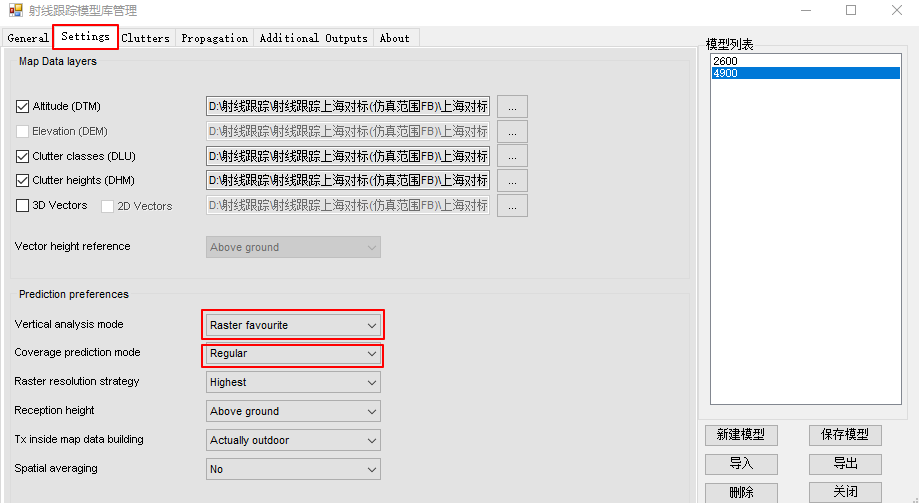 射线跟踪模型库管理
General Settings Clutters Propagation Additional Outputs About
Map Data layers
Altitude (DTM) D:\射线跟踪\射线跟踪上海对标(仿真范围FB)\上海对标 ...
Elevation (DEM) D:\射线跟踪\射线跟踪上海对标(仿真范围FB)\上海对标 ...
Clutter classes (DLU) D:\射线跟踪\射线跟踪上海对标(仿真范围FB)\上海对标 ...
Clutter heights (DHM) D:\射线跟踪\射线跟踪上海对标(仿真范围FB)\上海对标 ...
3D Vectors 2D Vectors D:\射线跟踪\射线跟踪上海对标(仿真范围FB)\上海对标 ...
Vector height reference Above ground
Prediction preferences
Vertical analysis mode Raster favourite
Coverage prediction mode Regular
Raster resolution strategy Highest
Reception height Above ground
Tx inside map data building Actually outdoor
Spatial averaging No
模型列表
2600
4900
新建模型 保存模型
导入 导出
删除 关闭